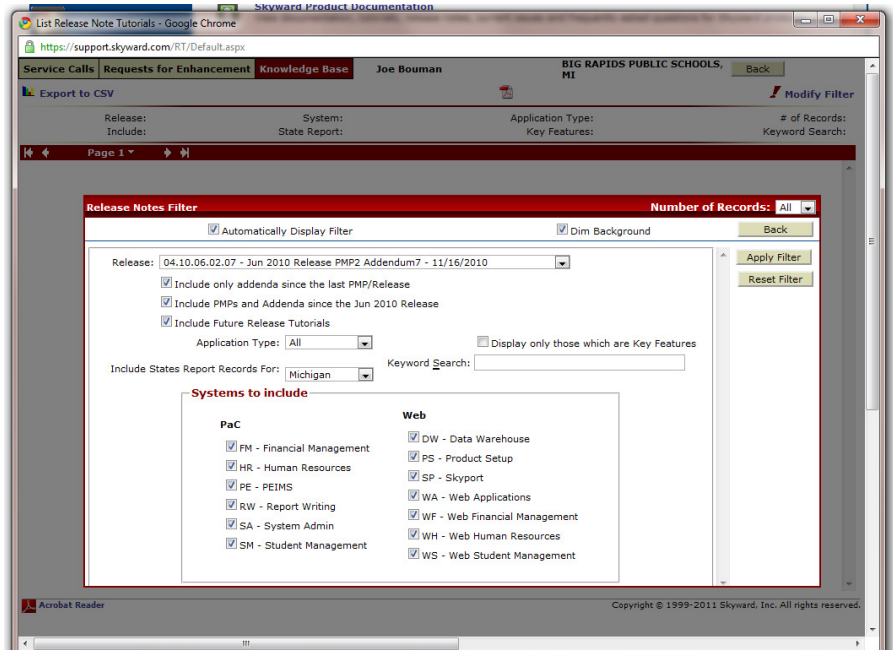 Skyward Product Documentation
List Release Note Tutorials - Google Chrome
https://support.skyward.com/RT/Default.aspx
Service Calls Requests for Enhancement Knowledge Base Joe Bouman BIG RAPIDS PUBLIC SCHOOLS, MI Back
Export to CSV Modify Filter
Release: System: Application Type: # of Records:
Include: State Report: Key Features: Keyword Search:
Page 1
Release Notes Filter Number of Records: All
Automatically Display Filter Dim Background Back
Release: 04.10.06.02.07 - Jun 2010 Release PMP2 Addendum7 - 11/16/2010 Apply Filter
Include only addenda since the last PMP/Release Reset Filter
Include PMPs and Addenda since the Jun 2010 Release
Include Future Release Tutorials
Application Type: All Display only those which are Key Features
Include States Report Records For: Michigan Keyword Search:
Systems to include
PaC
FM - Financial Management
HR - Human Resources
PE - PEIMS
RW - Report Writing
SA - System Admin
SM - Student Management
Web
DW - Data Warehouse
PS - Product Setup
SP - Skyport
WA - Web Applications
WF - Web Financial Management
WH - Web Human Resources
WS - Web Student Management
Acrobat Reader Copyright © 1999-2011 Skyward, Inc. All rights reserved.